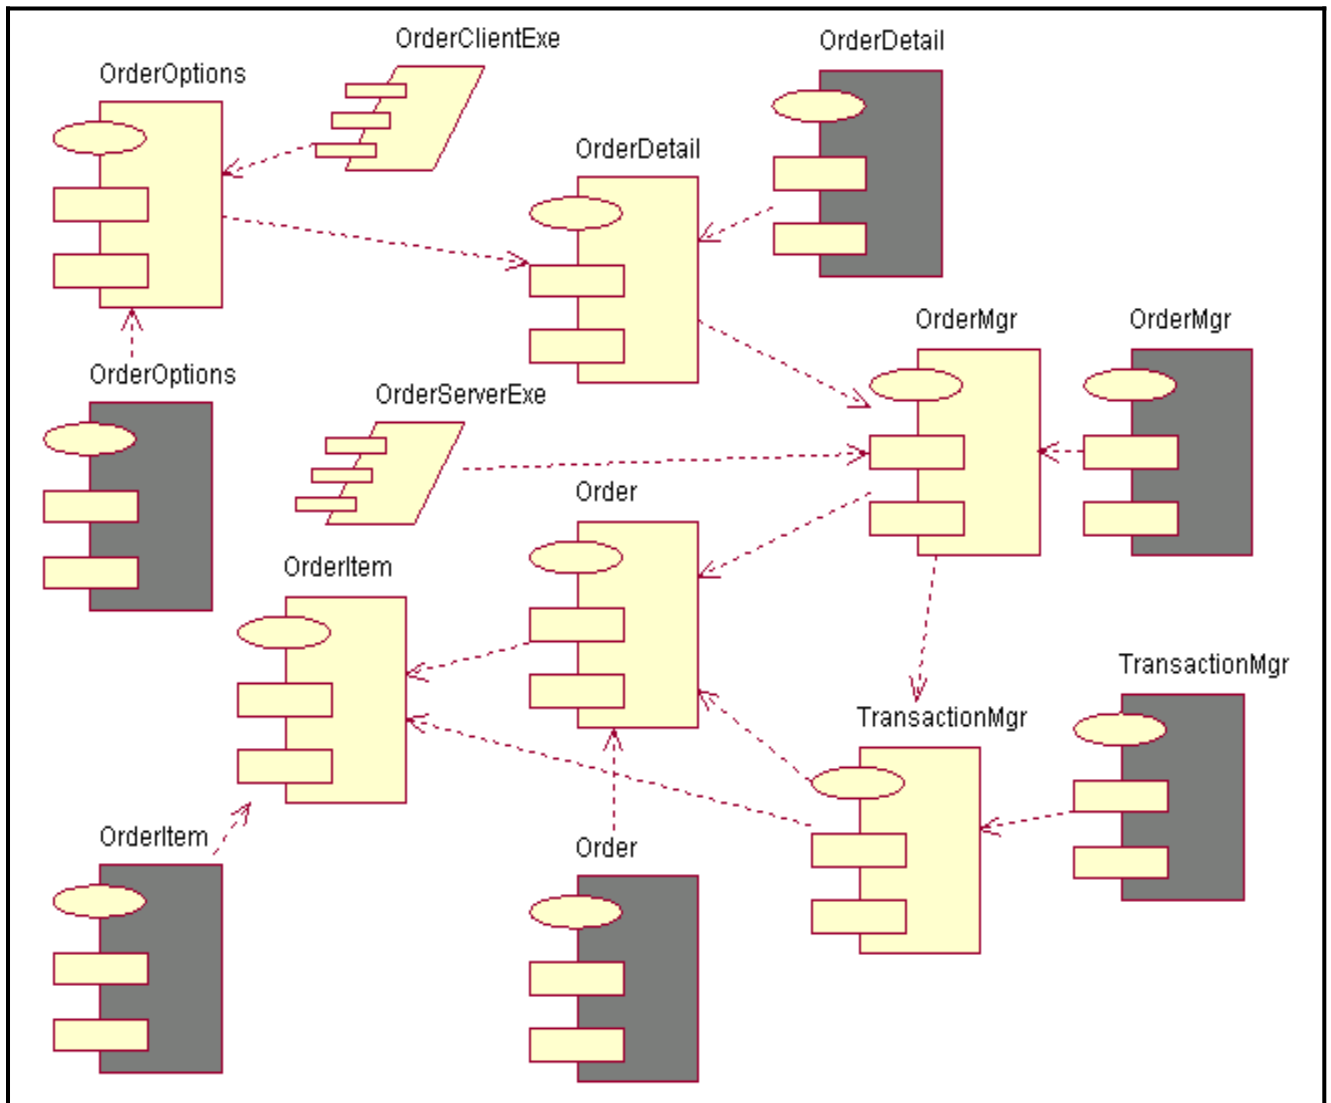 OrderClientExe
OrderDetail
OrderOptions
OrderDetail
OrderMgr
OrderMgr
OrderOptions
OrderServerExe
Order
OrderItem
TransactionMgr
TransactionMgr
OrderItem
Order